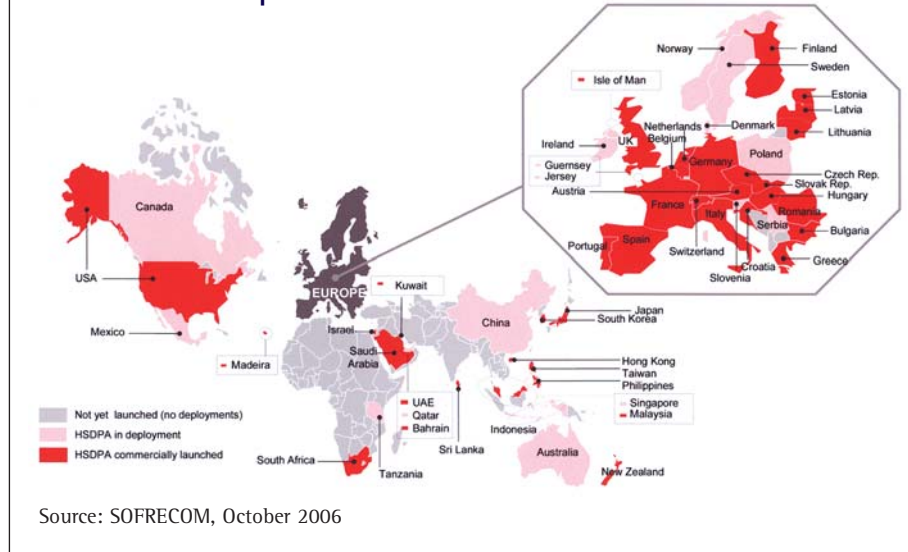 Norway
Finland
Sweden
Isle of Man
Estonia
Latvia
Lithuania
Netherlands
Belgium
Denmark
Ireland
UK
Germany
Poland
Guernsey
Jersey
Czech Rep.
Slovak Rep.
Austria
Hungary
France
Italy
Romania
Serbia
Bulgaria
Portugal
Spain
Switzerland
Croatia
Greece
Slovenia
Canada
USA
Mexico
Madeira
EUROPE
Kuwait
Israel
Saudi
Arabia
China
Japan
South Korea
Hong Kong
Taiwan
Philippines
UAE
Qatar
Bahrain
Singapore
Malaysia
Sri Lanka
Indonesia
South Africa
Tanzania
Australia
New Zealand
Not yet launched (no deployments)
HSDPA in deployment
HSDPA commercially launched
Source: SOFRECOM, October 2006